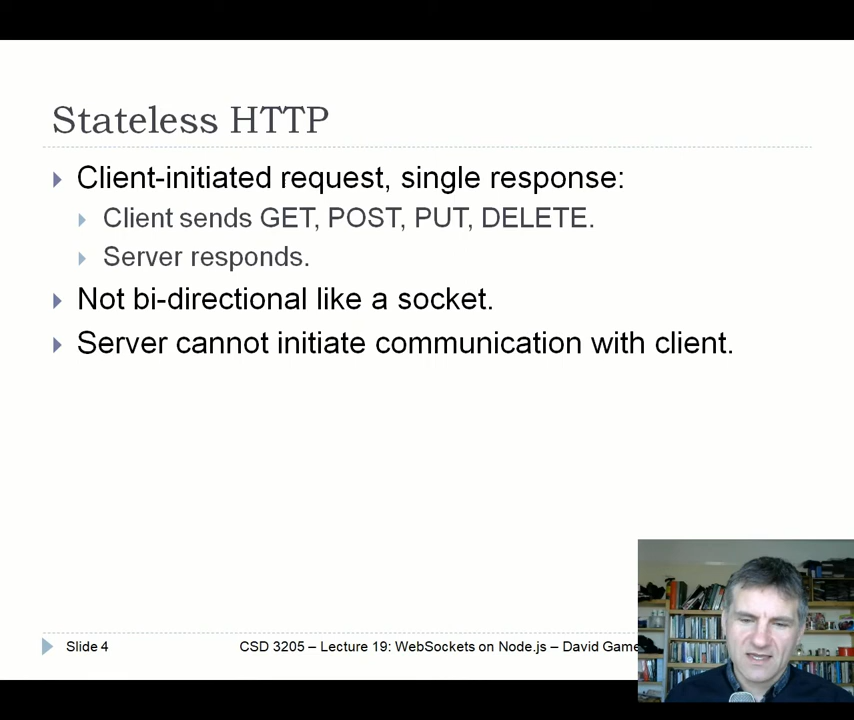 Stateless HTTP
Client-initiated request, single response:
Client sends GET, POST, PUT, DELETE.
Server responds.
Not bi-directional like a socket.
Server cannot initiate communication with client.
Slide 4
CSD 3205 – Lecture 19: WebSockets on Node.js – David Game